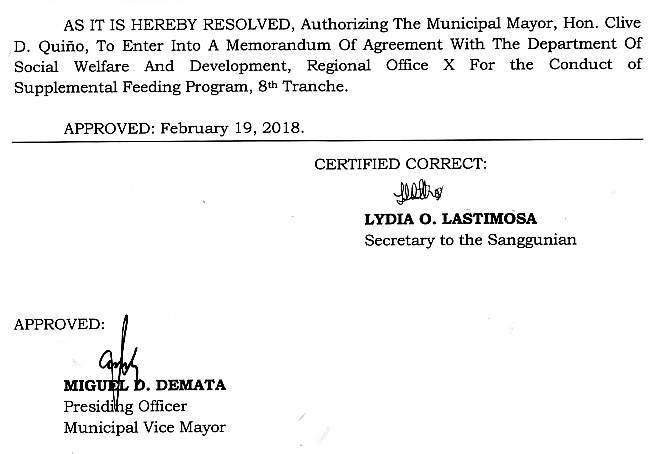 AS IT IS HEREBY RESOLVED, Authorizing The Municipal Mayor, Hon. Clive
D. Quiño, To Enter Into A Memorandum Of Agreement With The Department Of
Social Welfare And Development, Regional Office X For the Conduct of
Supplemental Feeding Program, 8th Tranche.
APPROVED: February 19, 2018.
CERTIFIED CORRECT:
LYDIA O. LASTIMOSA
Secretary to the Sanggunian
APPROVED:
MIGUEL D. DEMATA
Presiding Officer
Municipal Vice Mayor